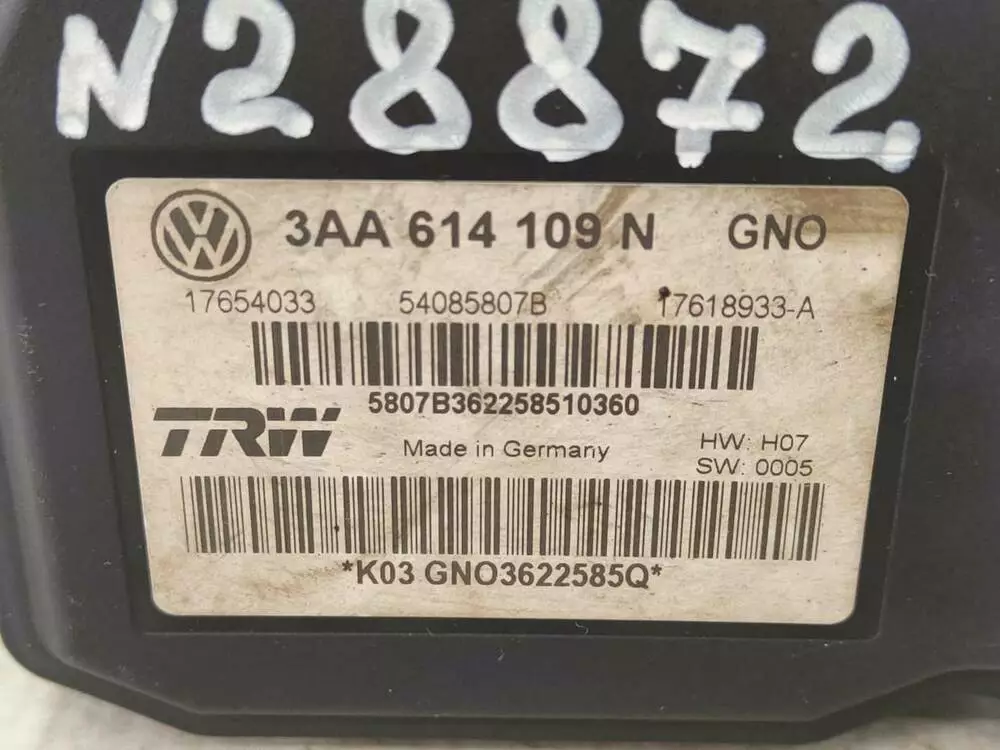 N28872
3AA 614 109 N GNO
17654033 54085807B 17618933-A
5807B362258510360
TRW Made in Germany HW: H07
SW: 0005
*K03 GNO3622585Q*